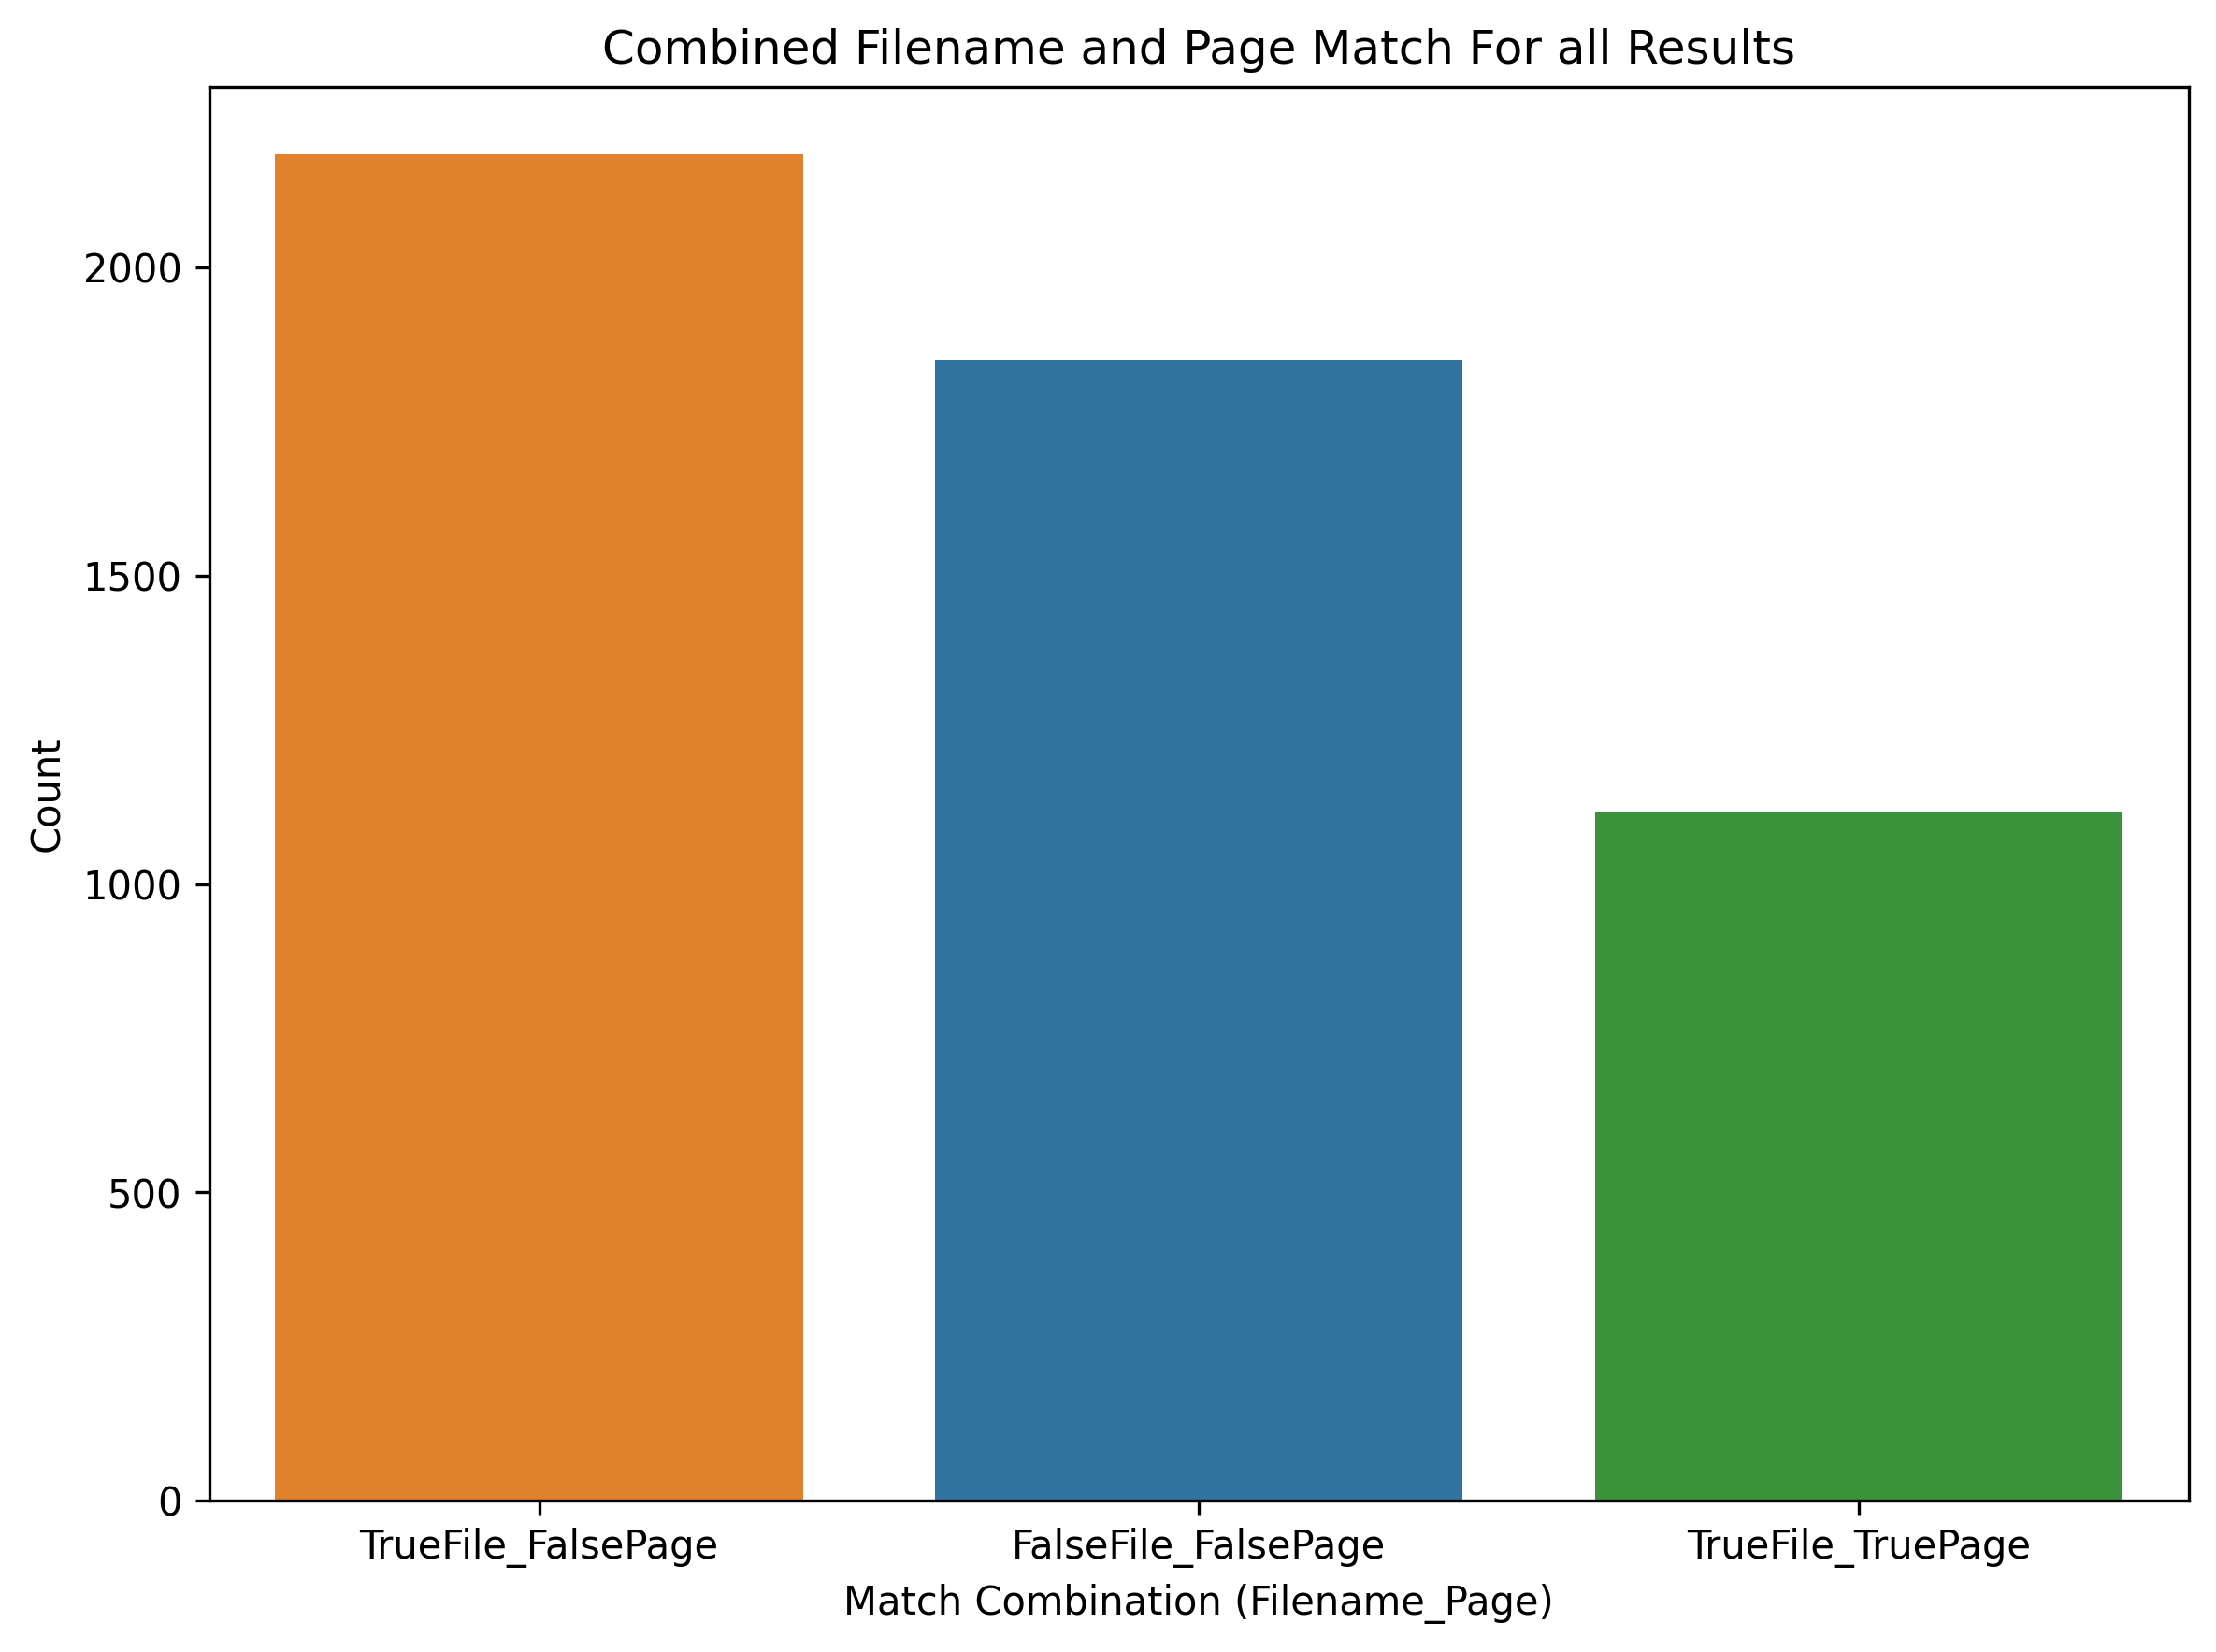 Combined Filename and Page Match For all Results
2000
1500
1000
500
0
Count
TrueFile_FalsePage
FalseFile_FalsePage
TrueFile_TruePage
Match Combination (Filename_Page)